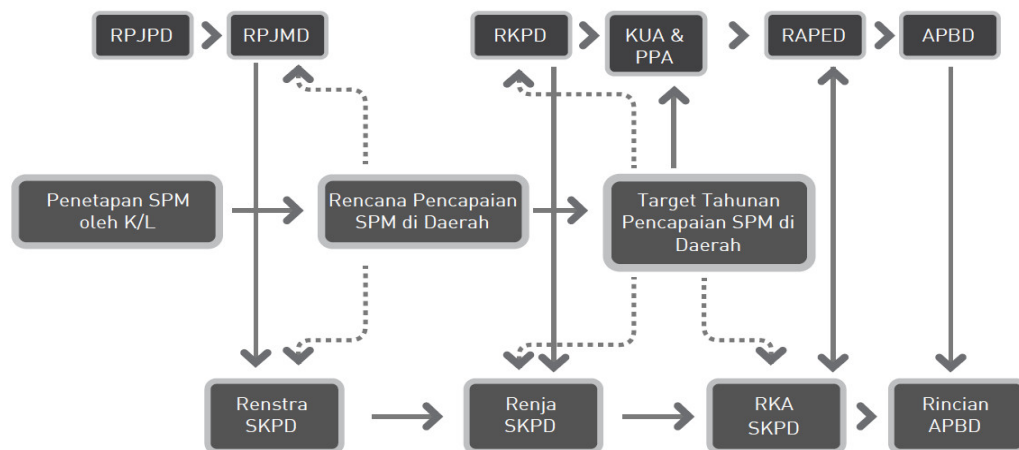 RPJPD
RPJMD
RKPD
KUA &
PPA
RAPED
APBD
Penetapan SPM
oleh K/L
Rencana Pencapaian
SPM di Daerah
Target Tahunan
Pencapaian SPM di
Daerah
Renstra
SKPD
Renja
SKPD
RKA
SKPD
Rincian
APBD